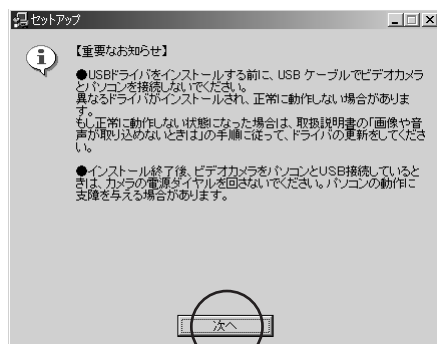 セットアップ
【重要なお知らせ】
●USBドライバをインストールする前に、USB ケーブルでビデオカメラ
とパソコンを接続しないでください。
異なるドライバがインストールされ、正常に動作しない場合がありま
す。
もし正常に動作しない状態になった場合は、取扱説明書の「画像や音
声が取り込めないときは」の手順に従って、ドライバの更新をしてくださ
い。
●インストール終了後、ビデオカメラをパソコンとUSB接続していると
きは、カメラの電源ダイヤルを回さないでください。パソコンの動作に
支障を与える場合があります。
次へ